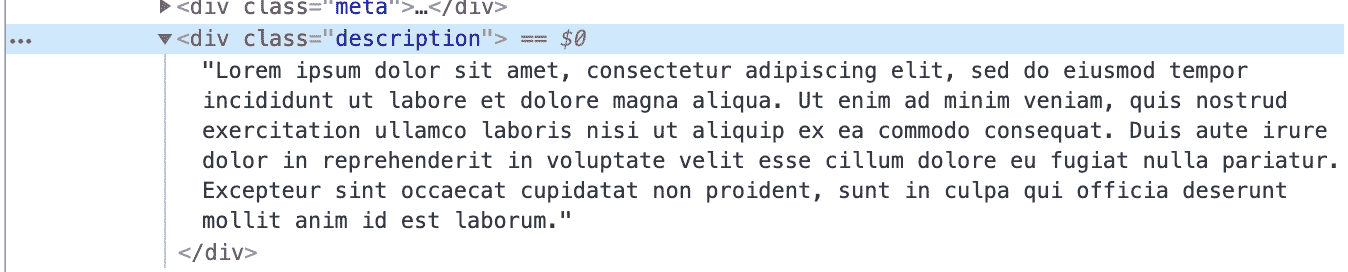 ▶<div class="meta">…</div>
… ▼<div class="description"> == $0
"Lorem ipsum dolor sit amet, consectetur adipiscing elit, sed do eiusmod tempor
incididunt ut labore et dolore magna aliqua. Ut enim ad minim veniam, quis nostrud
exercitation ullamco laboris nisi ut aliquip ex ea commodo consequat. Duis aute irure
dolor in reprehenderit in voluptate velit esse cillum dolore eu fugiat nulla pariatur.
Excepteur sint occaecat cupidatat non proident, sunt in culpa qui officia deserunt
mollit anim id est laborum."
</div>